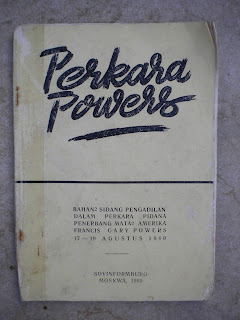 Perkara
Powers
BAHAN2 SIDANG PENGADILAN
DALAM PERKARA PIDANA
PENERBANG MATA2 AMERIKA
FRANCIS GARY POWERS
17—19 AGUSTUS 1960
SOVINFORMBURO
MOSKWA, 1960